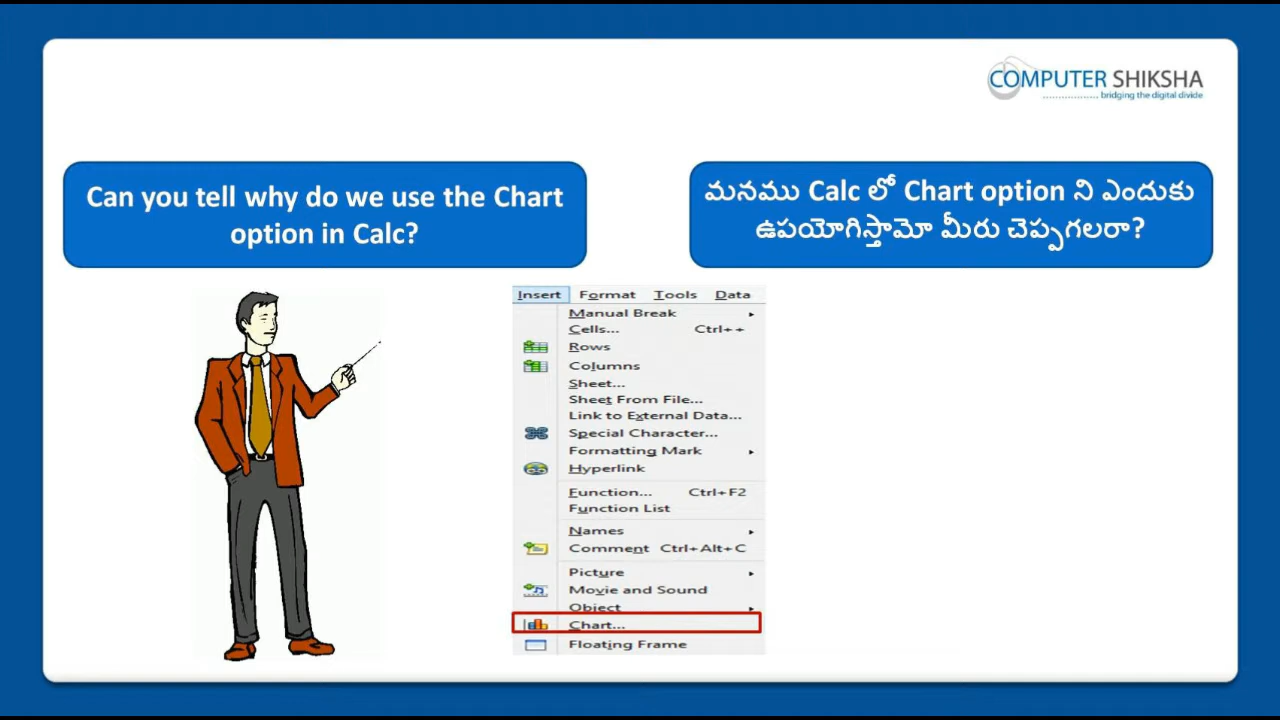 COMPUTER SHIKSHA
bridging the digital divide
Can you tell why do we use the Chart
option in Calc?
మనము Calc లో Chart option ని ఎందుకు
ఉపయోగిస్తామో మీరు చెప్పగలరా?
Insert Format Tools Data
Manual Break
Cells... Ctrl++
Rows
Columns
Sheet...
Sheet From File...
Link to External Data...
Special Character...
Formatting Mark
Hyperlink
Function... Ctrl+F2
Function List
Names
Comment Ctrl+Alt+C
Picture
Movie and Sound
Object
Chart...
Floating Frame